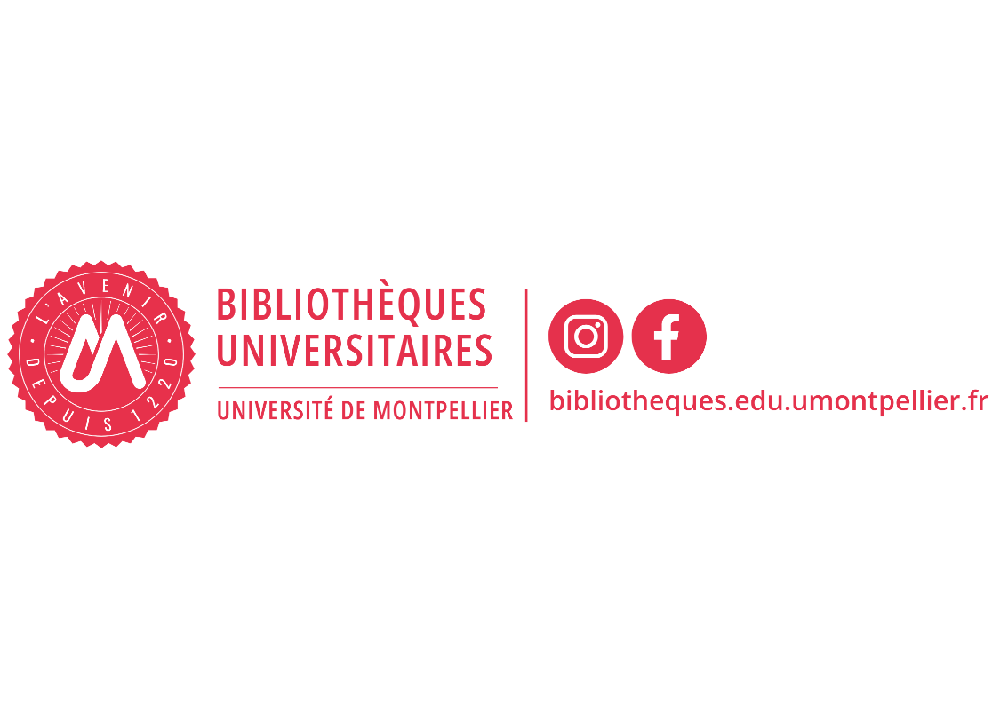 L'AVENIR
DEPUIS 1220
BIBLIOTHÈQUES
UNIVERSITAIRES
UNIVERSITÉ DE MONTPELLIER
bibliotheques.edu.umontpellier.fr